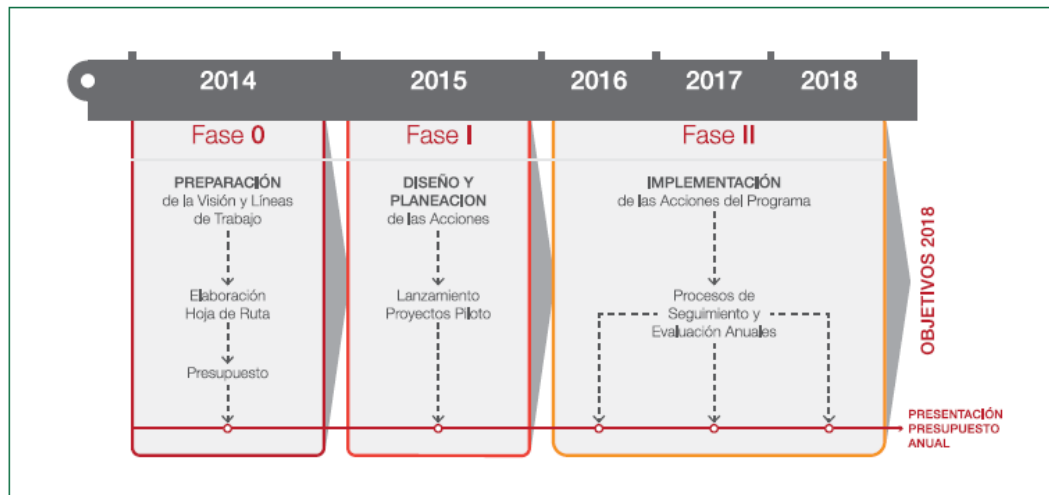 2014
2015
2016
2017
2018
Fase 0
PREPARACIÓN
de la Visión y Líneas
de Trabajo
Elaboración
Hoja de Ruta
Presupuesto
Fase I
DISEÑO Y
PLANEACION
de las Acciones
Lanzamiento
Proyectos Piloto
Fase II
IMPLEMENTACIÓN
de las Acciones del Programa
Procesos de
Seguimiento y
Evaluación Anuales
OBJETIVOS 2018
PRESENTACIÓN
PRESUPUESTO
ANUAL